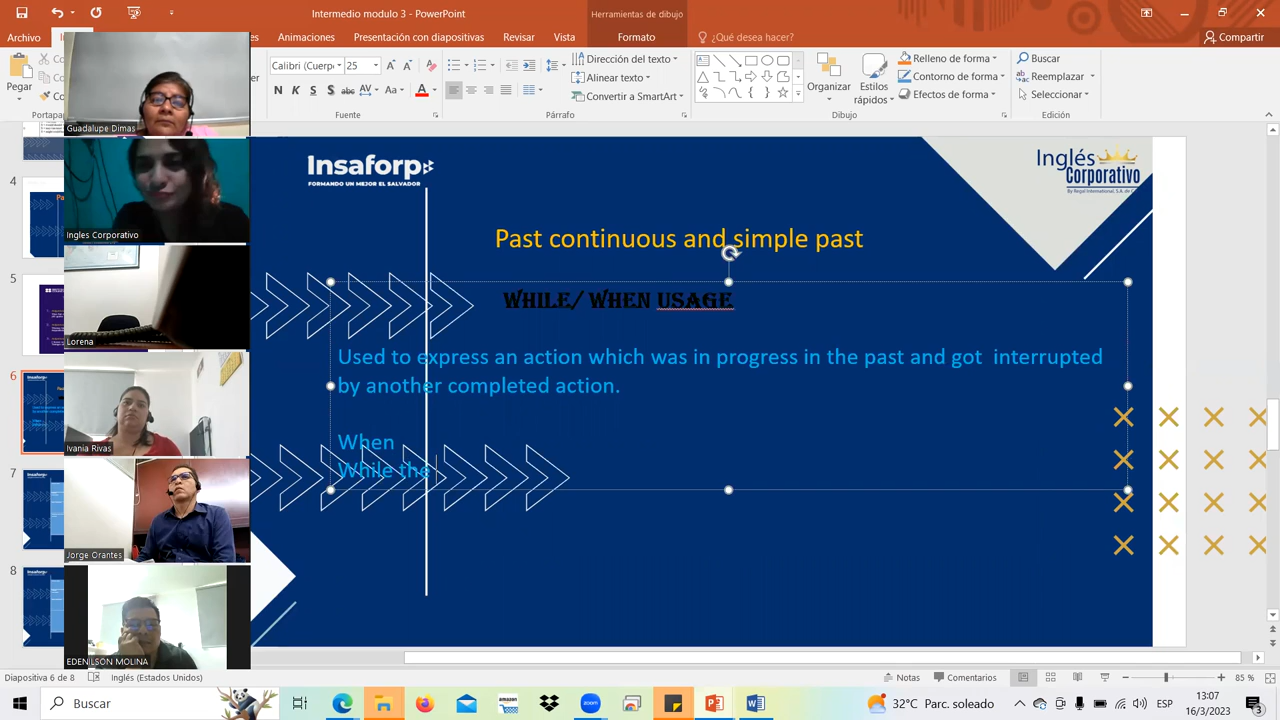 Herramientas de dibujo
Archivo
Animaciones
Presentación con diapositivas
Revisar
Vista
Formato
¿Qué desea hacer?
Compartir
Calibri (Cuerp
25
Dirección del texto
Alinear texto
Convertir a SmartArt
Organizar
Estilos
rápidos
Relleno de forma
Contorno de forma
Efectos de forma
Buscar
Reemplazar
Seleccionar
Portapap
Fuente
Párrafo
Dibujo
Edición
Guadalupe Dimas
Ingles Corporativo
Lorena
Ivania Rivas
Jorge Orantes
EDENILSON MOLINA
Insaforp
FORMANDO UN MEJOR EL SALVADOR
Inglés
Corporativo
Past continuous and simple past
WHILE/ WHEN USAGE
Used to express an action which was in progress in the past and got interrupted
by another completed action.
When
While the
4
5
6
7
8
Diapositiva 6 de 8
Inglés (Estados Unidos)
Notas
Comentarios
85 %
Buscar
32°C Parc. soleado
ESP
13:07
16/3/2023
3